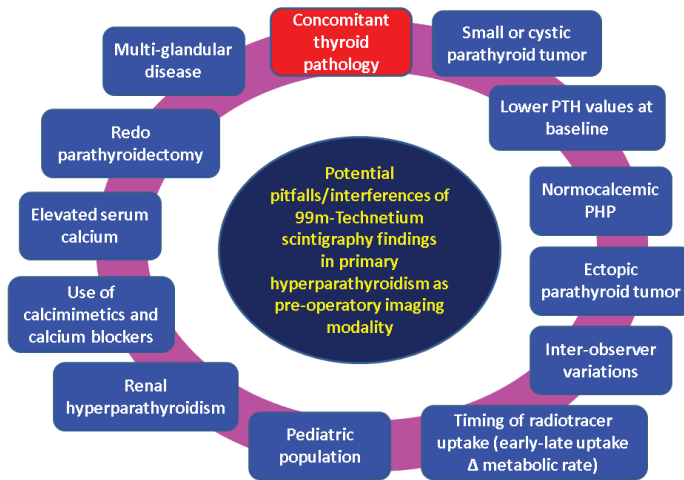 Concomitant
thyroid
pathology
Small or cystic
parathyroid tumor
Lower PTH values at
baseline
Normocalcemic
PHP
Ectopic
parathyroid tumor
Inter-observer
variations
Timing of radiotracer
uptake (early-late uptake
Δ metabolic rate)
Pediatric
population
Renal
hyperparathyroidism
Use of
calcimimetics and
calcium blockers
Elevated serum
calcium
Redo
parathyroidectomy
Multi-glandular
disease
Potential
pitfalls/interferences of
99m-Technetium
scintigraphy findings
in primary
hyperparathyroidism as
pre-operatory imaging
modality